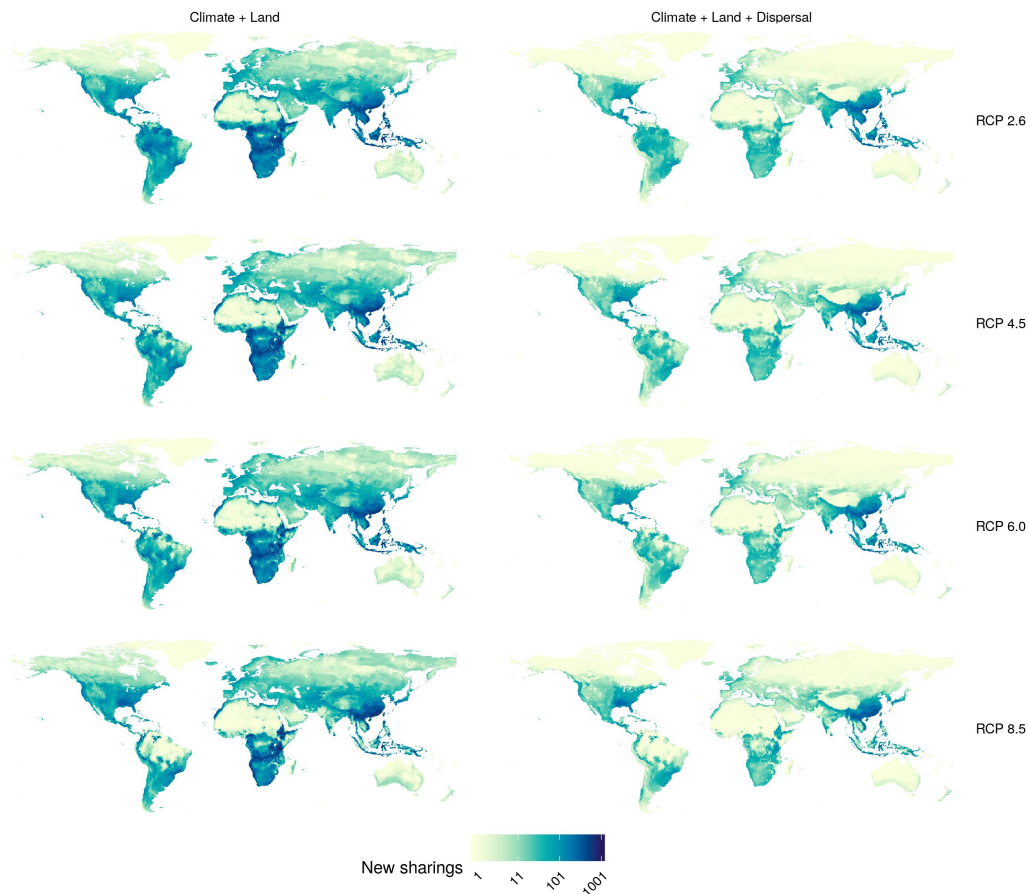 Climate + Land
Climate + Land + Dispersal
RCP 2.6
RCP 4.5
RCP 6.0
RCP 8.5
New sharings
1
11
101
1001